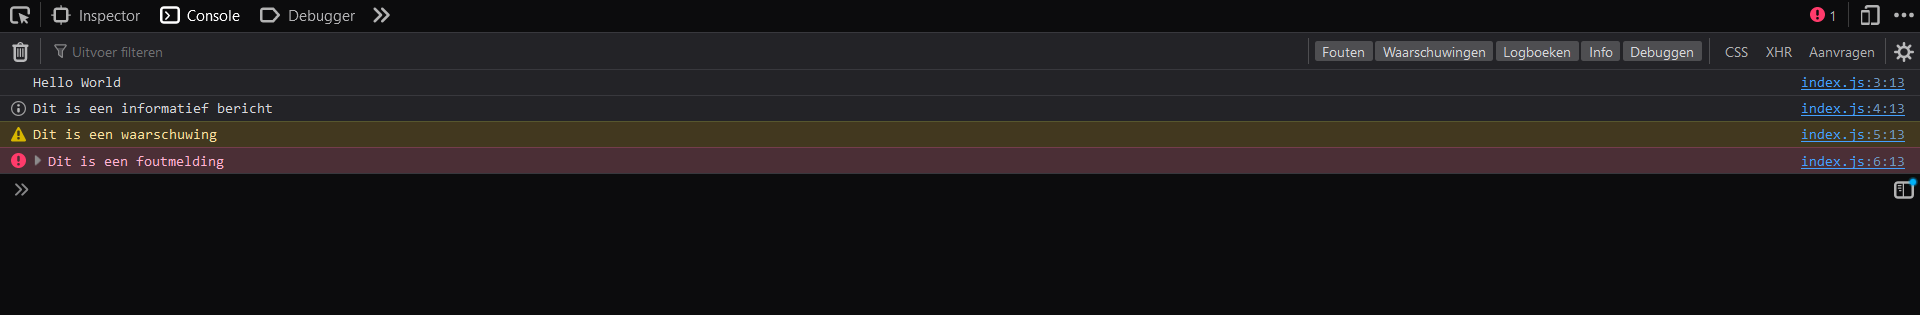 Inspector Console Debugger 1
Uitvoer filteren Fouten Waarschuwingen Logboeken Info Debuggen CSS XHR Aanvragen
Hello World index.js:3:13
Dit is een informatief bericht index.js:4:13
Dit is een waarschuwing index.js:5:13
Dit is een foutmelding index.js:6:13